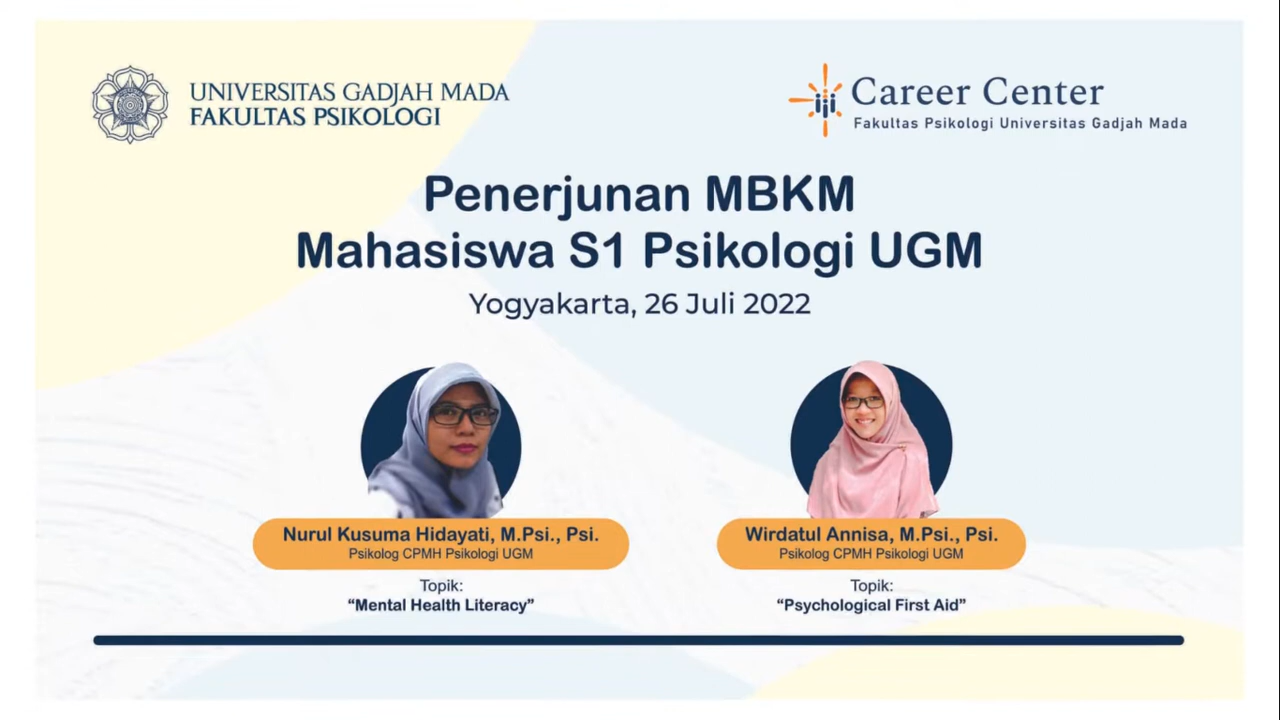 UNIVERSITAS GADJAH MADA
FAKULTAS PSIKOLOGI
Career Center
Fakultas Psikologi Universitas Gadjah Mada
Penerjunan MBKM
Mahasiswa S1 Psikologi UGM
Yogyakarta, 26 Juli 2022
Nurul Kusuma Hidayati, M.Psi., Psi.
Psikolog CPMH Psikologi UGM
Topik:
“Mental Health Literacy”
Wirdatul Annisa, M.Psi., Psi.
Psikolog CPMH Psikologi UGM
Topik:
“Psychological First Aid”